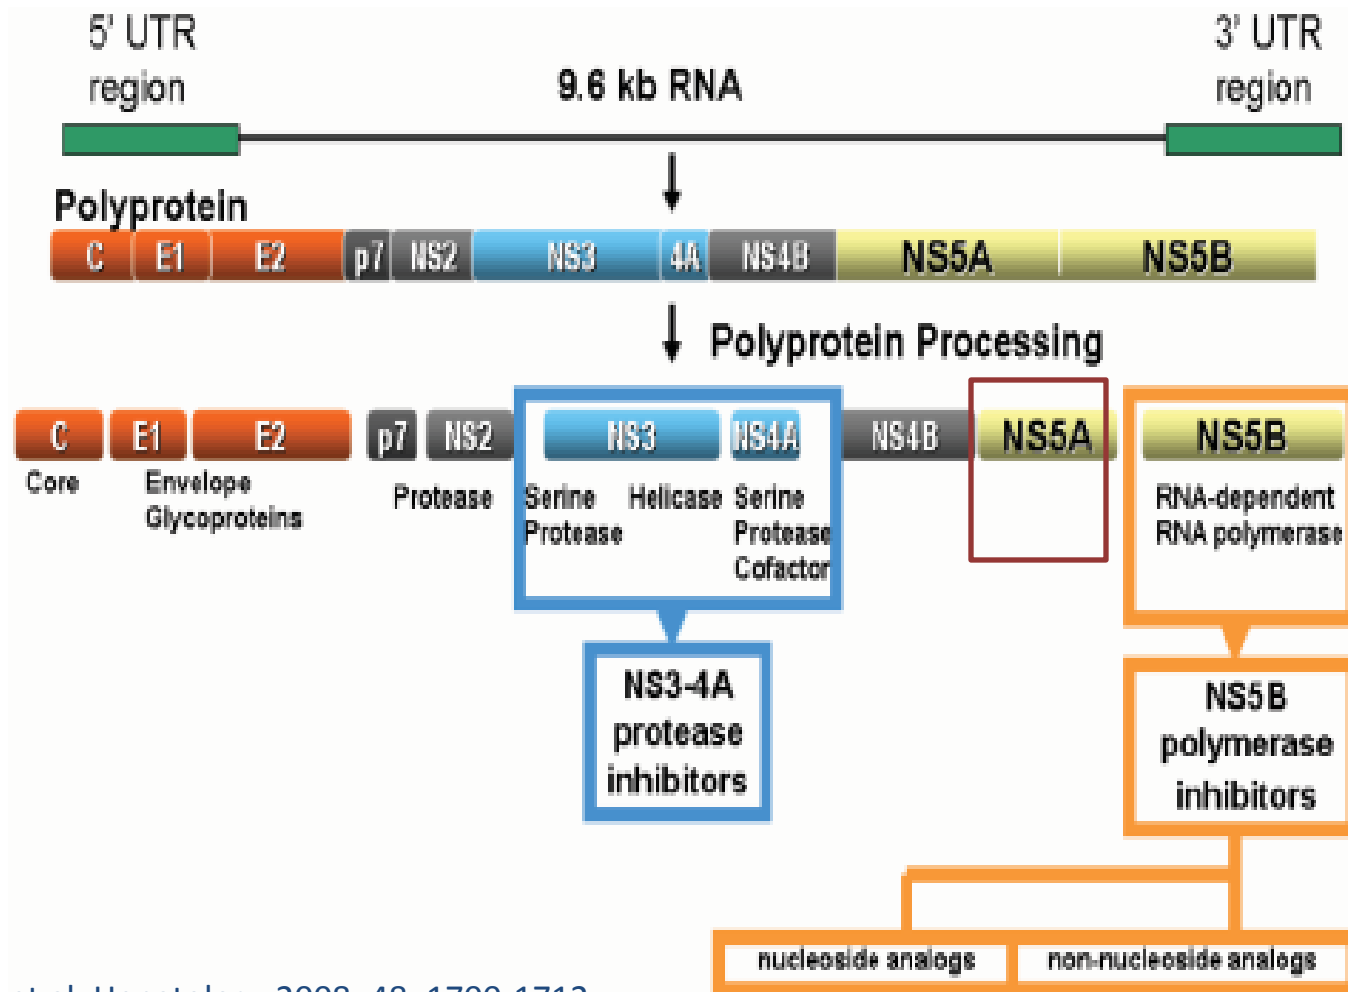 5' UTR
region
9.6 kb RNA
3' UTR
region
Polyprotein
C E1 E2 p7 NS2 NS3 4A NS4B NS5A NS5B
Polyprotein Processing
C E1 E2 p7 NS2 NS3 NS4A NS4B NS5A NS5B
Core
Envelope
Glycoproteins
Protease
Serine
Protease
Helicase
Serine
Protease
Cofactor
RNA-dependent
RNA polymerase
NS3-4A
protease
inhibitors
NS5B
polymerase
inhibitors
nucleoside analogs
non-nucleoside analogs